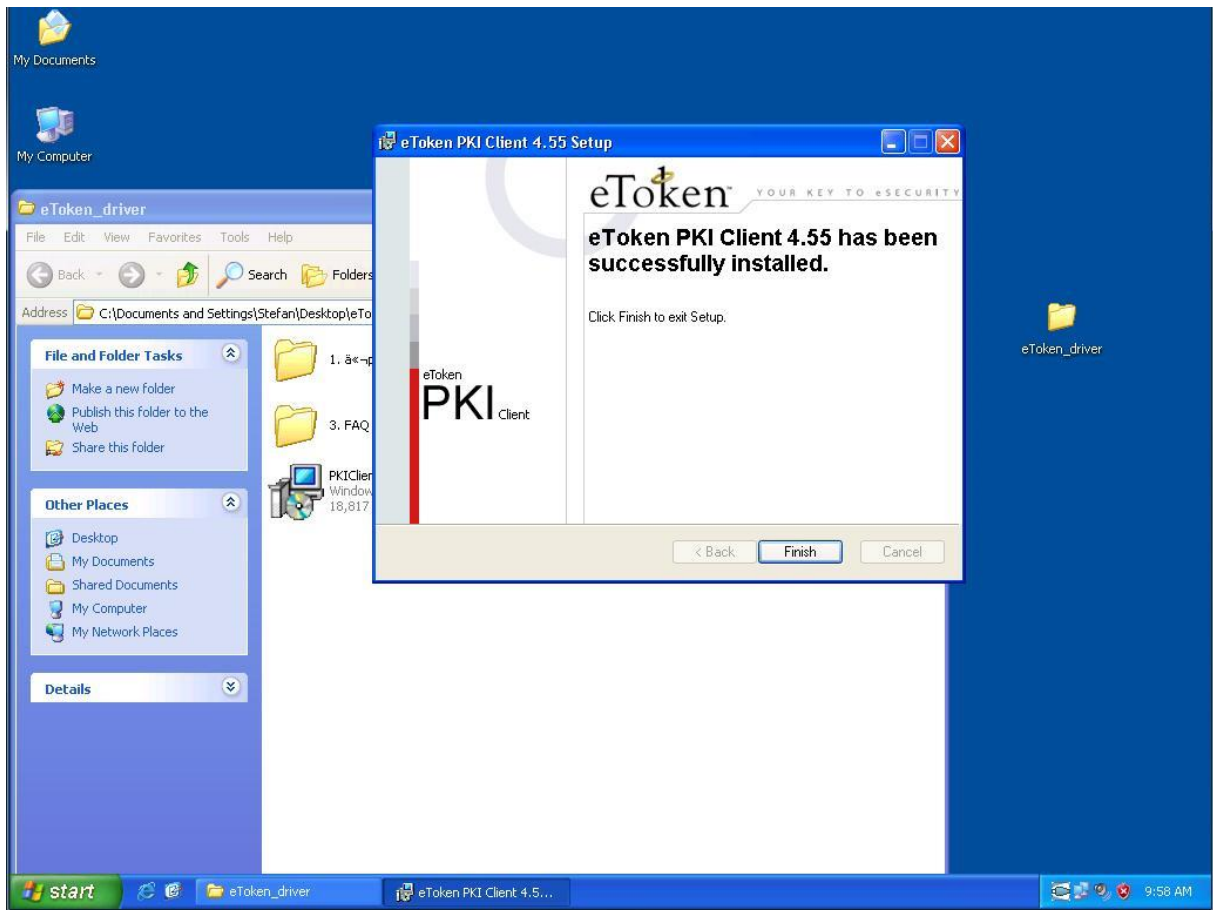 My Documents
My Computer
eToken_driver
File Edit View Favorites Tools Help
Back Search Folders
Address C:\Documents and Settings\Stefan\Desktop\eTo
File and Folder Tasks
Make a new folder
Publish this folder to the
Web
Share this folder
Other Places
Desktop
My Documents
Shared Documents
My Computer
My Network Places
Details
1.
3. FAQ
PKIClien
Window
18,817
eToken PKI Client 4.55 Setup
eToken YOUR KEY TO eSECURITY
eToken PKI Client 4.55 has been
successfully installed.
Click Finish to exit Setup.
eToken
PKI Client
< Back Finish Cancel
eToken_driver
start eToken_driver eToken PKI Client 4.5... 9:58 AM